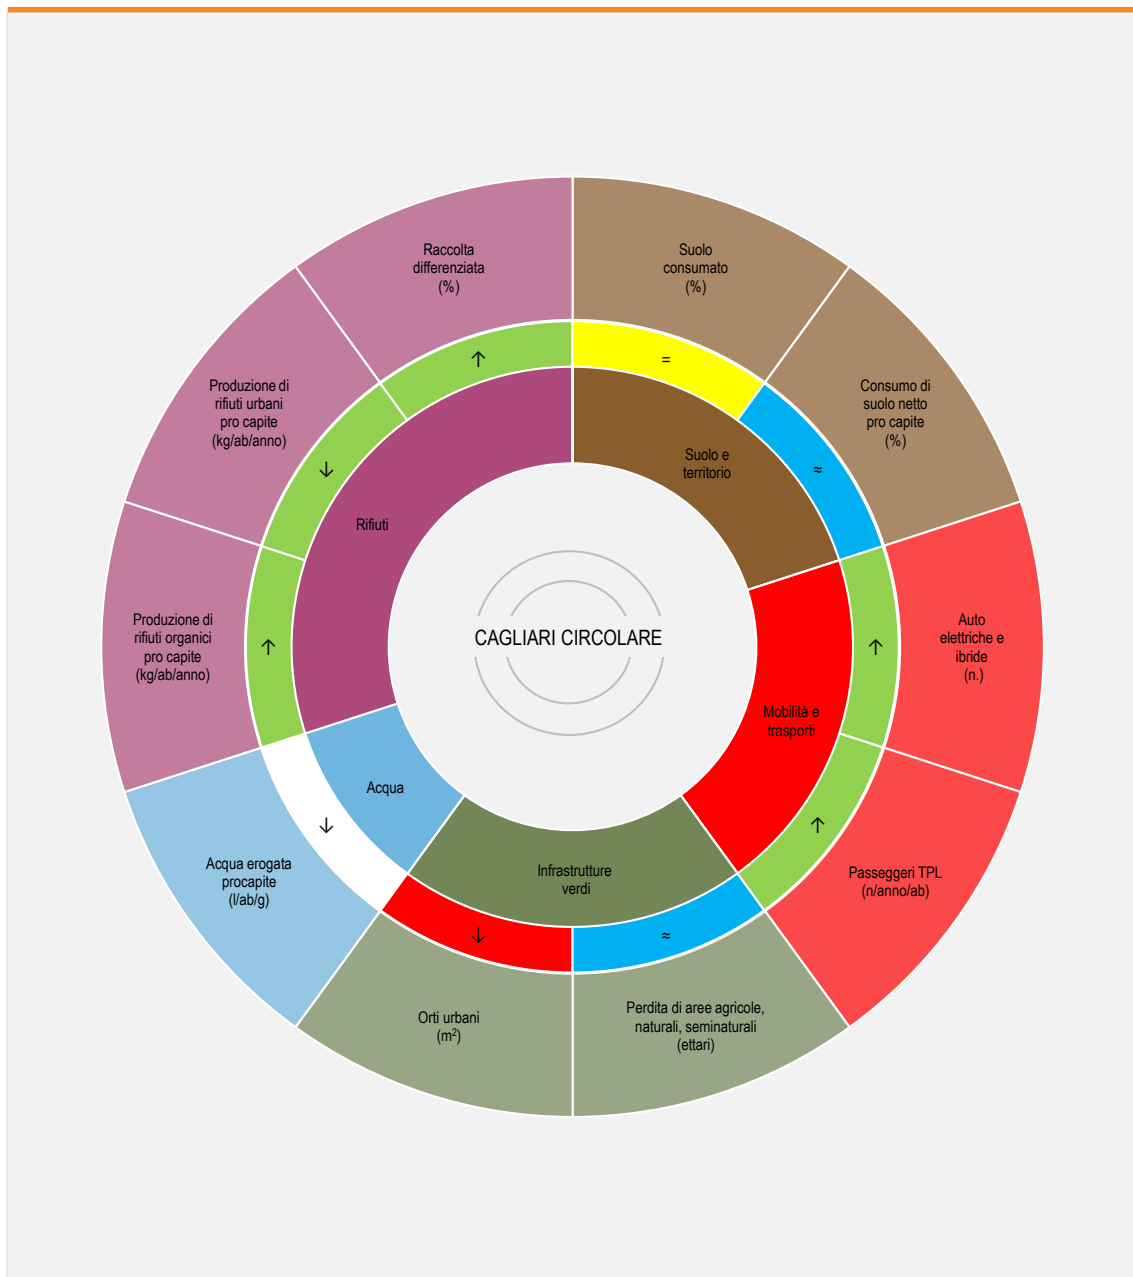 Raccolta
differenziata
(%)
↑
Suolo
consumato
(%)
=
Consumo di
suolo netto
pro capite
(%)
≈
Suolo e
territorio
Auto
elettriche e
ibride
(n.)
↑
Mobilità e
trasporti
Passeggeri TPL
(n/anno/ab)
↑
Infrastrutture
verdi
Perdita di aree agricole,
naturali, seminaturali
(ettari)
≈
Orti urbani
(m²)
↓
Acqua
Acqua erogata
procapite
(l/ab/g)
↓
Produzione di
rifiuti organici
pro capite
(kg/ab/anno)
↑
Produzione di
rifiuti urbani
pro capite
(kg/ab/anno)
↓
Rifiuti
CAGLIARI CIRCOLARE